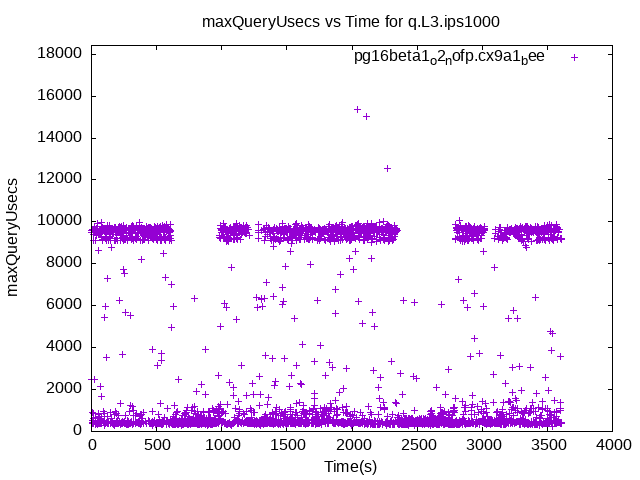 maxQueryUsecs vs Time for q.L3.ips1000
pg16beta1o2nofp.cx9a1bee
18000
16000
14000
12000
10000
8000
6000
4000
2000
0
maxQueryUsecs
0 500 1000 1500 2000 2500 3000 3500 4000
Time(s)